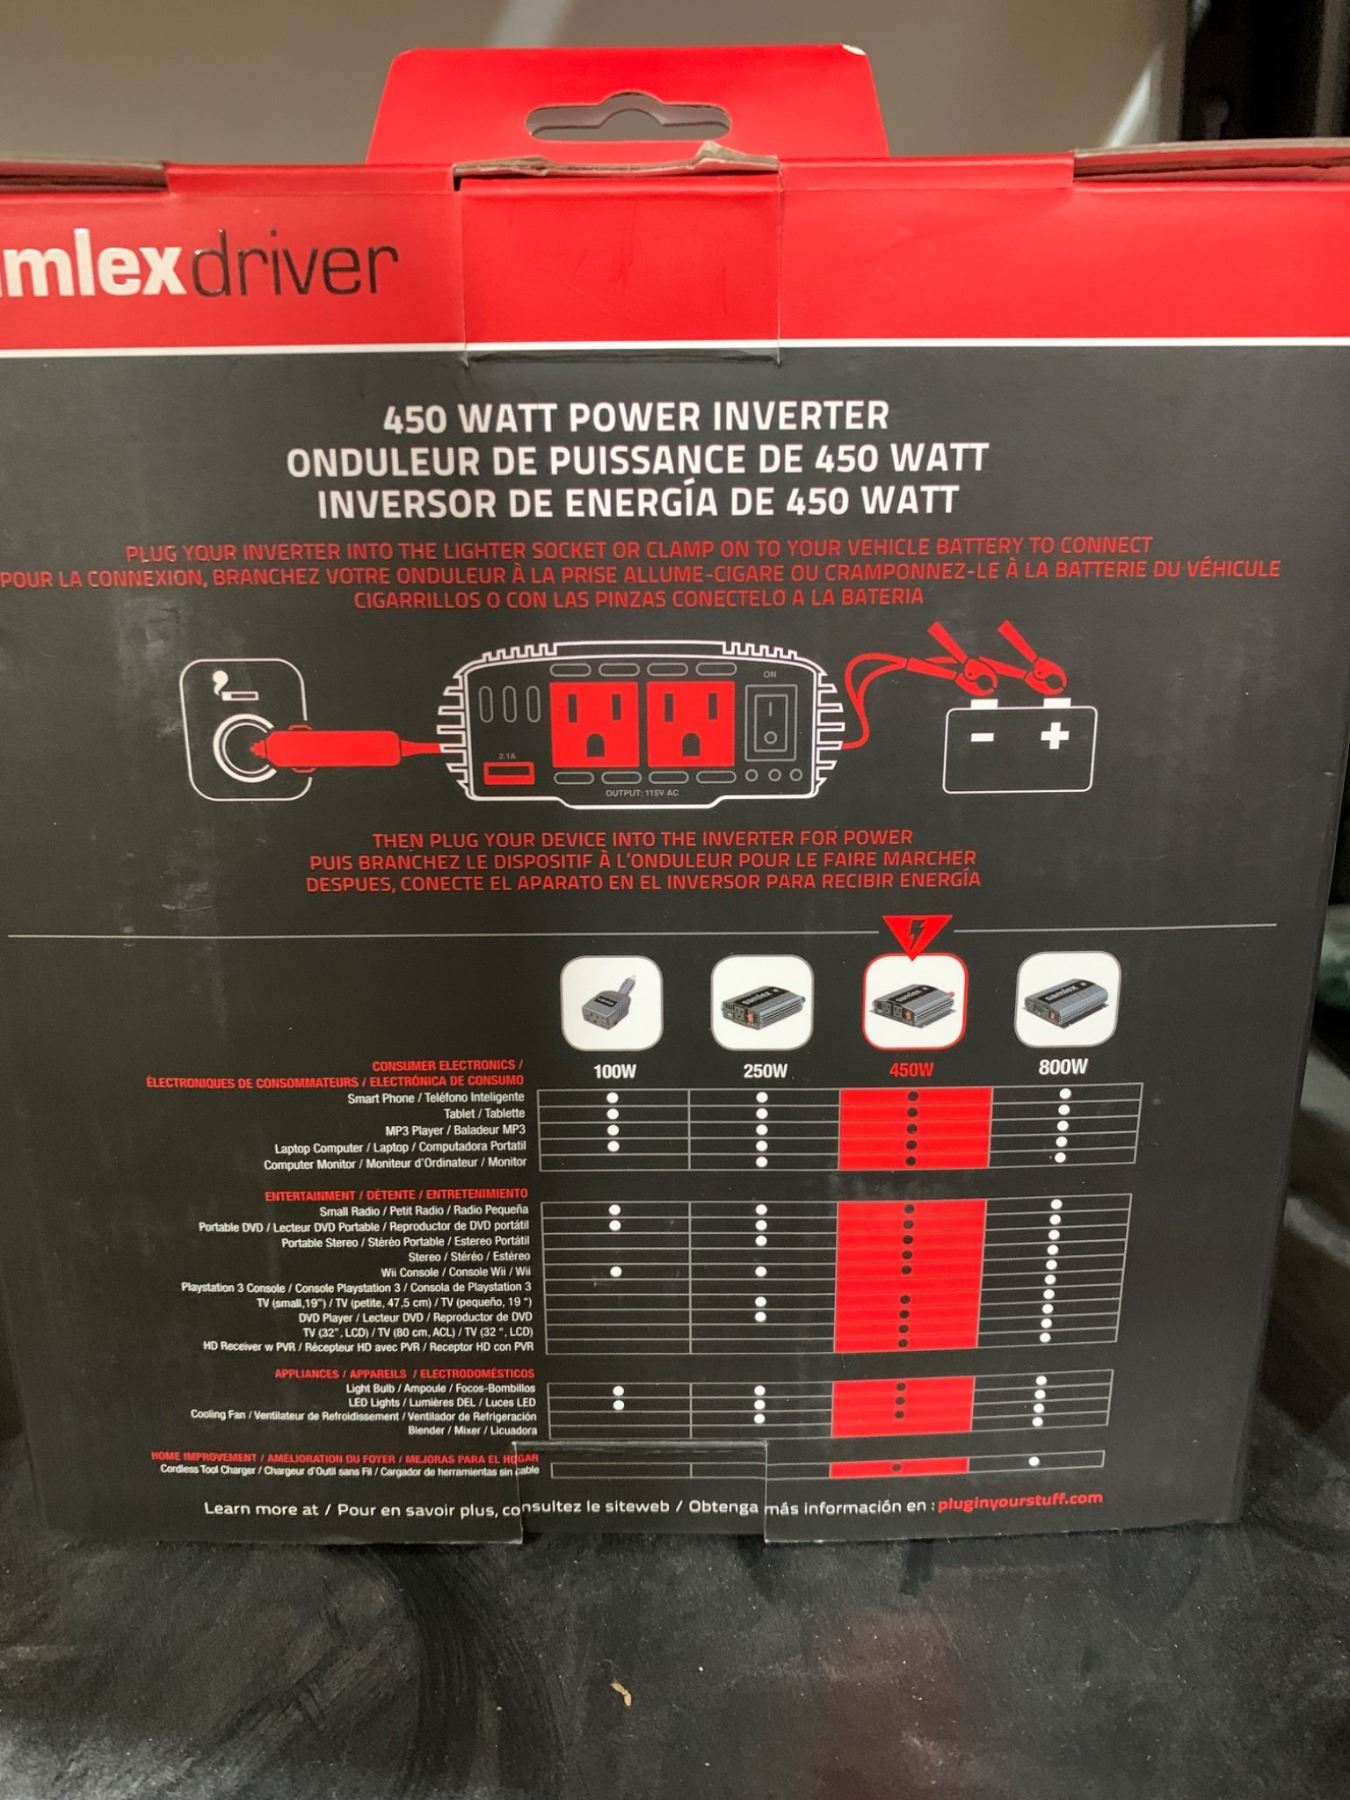 mlexdriver
450 WATT POWER INVERTER
ONDULEUR DE PUISSANCE DE 450 WATT
INVERSOR DE ENERGÍA DE 450 WATT
PLUG YOUR INVERTER INTO THE LIGHTER SOCKET OR CLAMP ON TO YOUR VEHICLE BATTERY TO CONNECT
POUR LA CONNEXION, BRANCHEZ VOTRE ONDULEUR À LA PRISE ALLUME-CIGARE OU CRAMPONNEZ-LE À LA BATTERIE DU VÉHICULE
CIGARRILLOS O CON LAS PINZAS CONECTELO A LA BATERIA
ON
2.1A
OUTPUT: 115V AC
- +
THEN PLUG YOUR DEVICE INTO THE INVERTER FOR POWER
PUIS BRANCHEZ LE DISPOSITIF À L'ONDULEUR POUR LE FAIRE MARCHER
DESPUES, CONECTE EL APARATO EN EL INVERSOR PARA RECIBIR ENERGÍA
100W 250W 450W 800W
CONSUMER ELECTRONICS /
ÉLECTRONIQUES DE CONSOMMATEURS / ELECTRÓNICA DE CONSUMO
Smart Phone / Teléfono Inteligente
Tablet / Tablette
MP3 Player / Baladeur MP3
Laptop Computer / Laptop / Computadora Portatil
Computer Monitor / Moniteur d'Ordinateur / Monitor
ENTERTAINMENT / DÉTENTE / ENTRETENIMIENTO
Small Radio / Petit Radio / Radio Pequeña
Portable DVD / Lecteur DVD Portable / Reproductor de DVD portátil
Portable Stereo / Stéréo Portable / Estereo Portátil
Stereo / Stéréo / Estéreo
Wii Console / Console Wii / Wii
Playstation 3 Console / Console Playstation 3 / Consola de Playstation 3
TV (small,19") / TV (petite, 47,5 cm) / TV (pequeño, 19 ")
DVD Player / Lecteur DVD / Reproductor de DVD
TV (32", LCD) / TV (80 cm, ACL) / TV (32 ", LCD)
HD Receiver w PVR / Récepteur HD avec PVR / Receptor HD con PVR
APPLIANCES / APPAREILS / ELECTRODOMÉSTICOS
Light Bulb / Ampoule / Focos-Bombillos
LED Lights / Lumières DEL / Luces LED
Cooling Fan / Ventilateur de Refroidissement / Ventilador de Refrigeración
Blender / Mixer / Licuadora
HOME IMPROVEMENT / AMÉLIORATION DU FOYER / MEJORAS PARA EL HOGAR
Cordless Tool Charger / Chargeur d'Outil sans Fil / Cargador de herramientas sin cable
Learn more at / Pour en savoir plus, consultez le siteweb / Obtenga más información en : pluginyourstuff.com